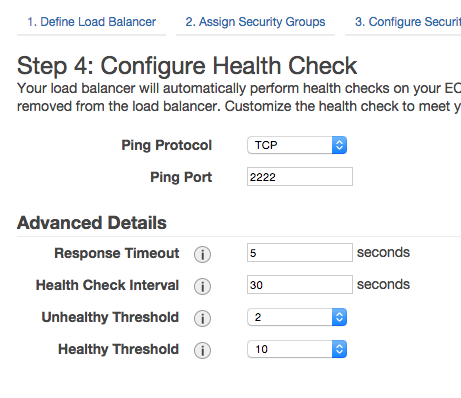 1. Define Load Balancer 2. Assign Security Groups 3. Configure
Step 4: Configure Health Check
Your load balancer will automatically perform health checks on your
removed from the load balancer. Customize the health check to meet
Ping Protocol TCP
Ping Port 2222
Advanced Details
Response Timeout i 5 seconds
Health Check Interval i 30 seconds
Unhealthy Threshold i 2
Healthy Threshold i 10